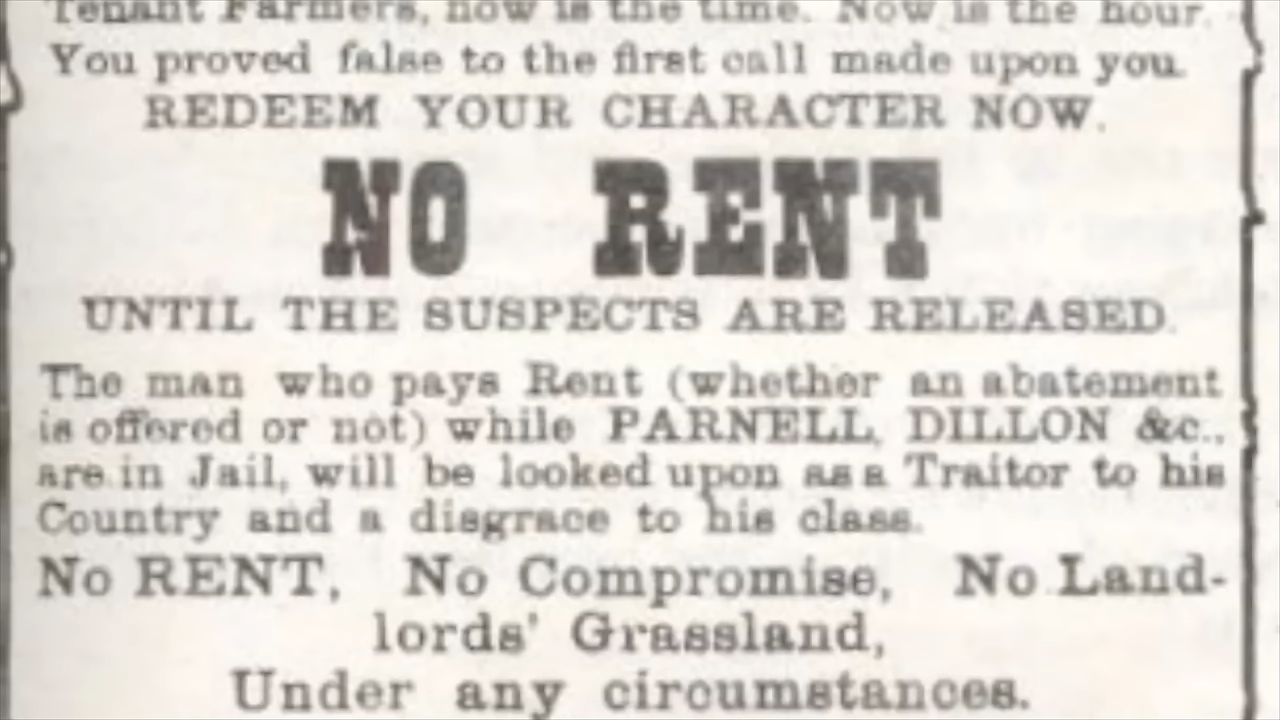 Tenant Farmers, now is the time. Now is the hour.
You proved false to the first call made upon you.
REDEEM YOUR CHARACTER NOW.
NO RENT
UNTIL THE SUSPECTS ARE RELEASED.
The man who pays Rent (whether an abatement
is offered or not) while PARNELL, DILLON &c.,
are in Jail, will be looked upon as a Traitor to his
Country and a disgrace to his class.
No RENT, No Compromise, No Land-
lords' Grassland,
Under any circumstances.